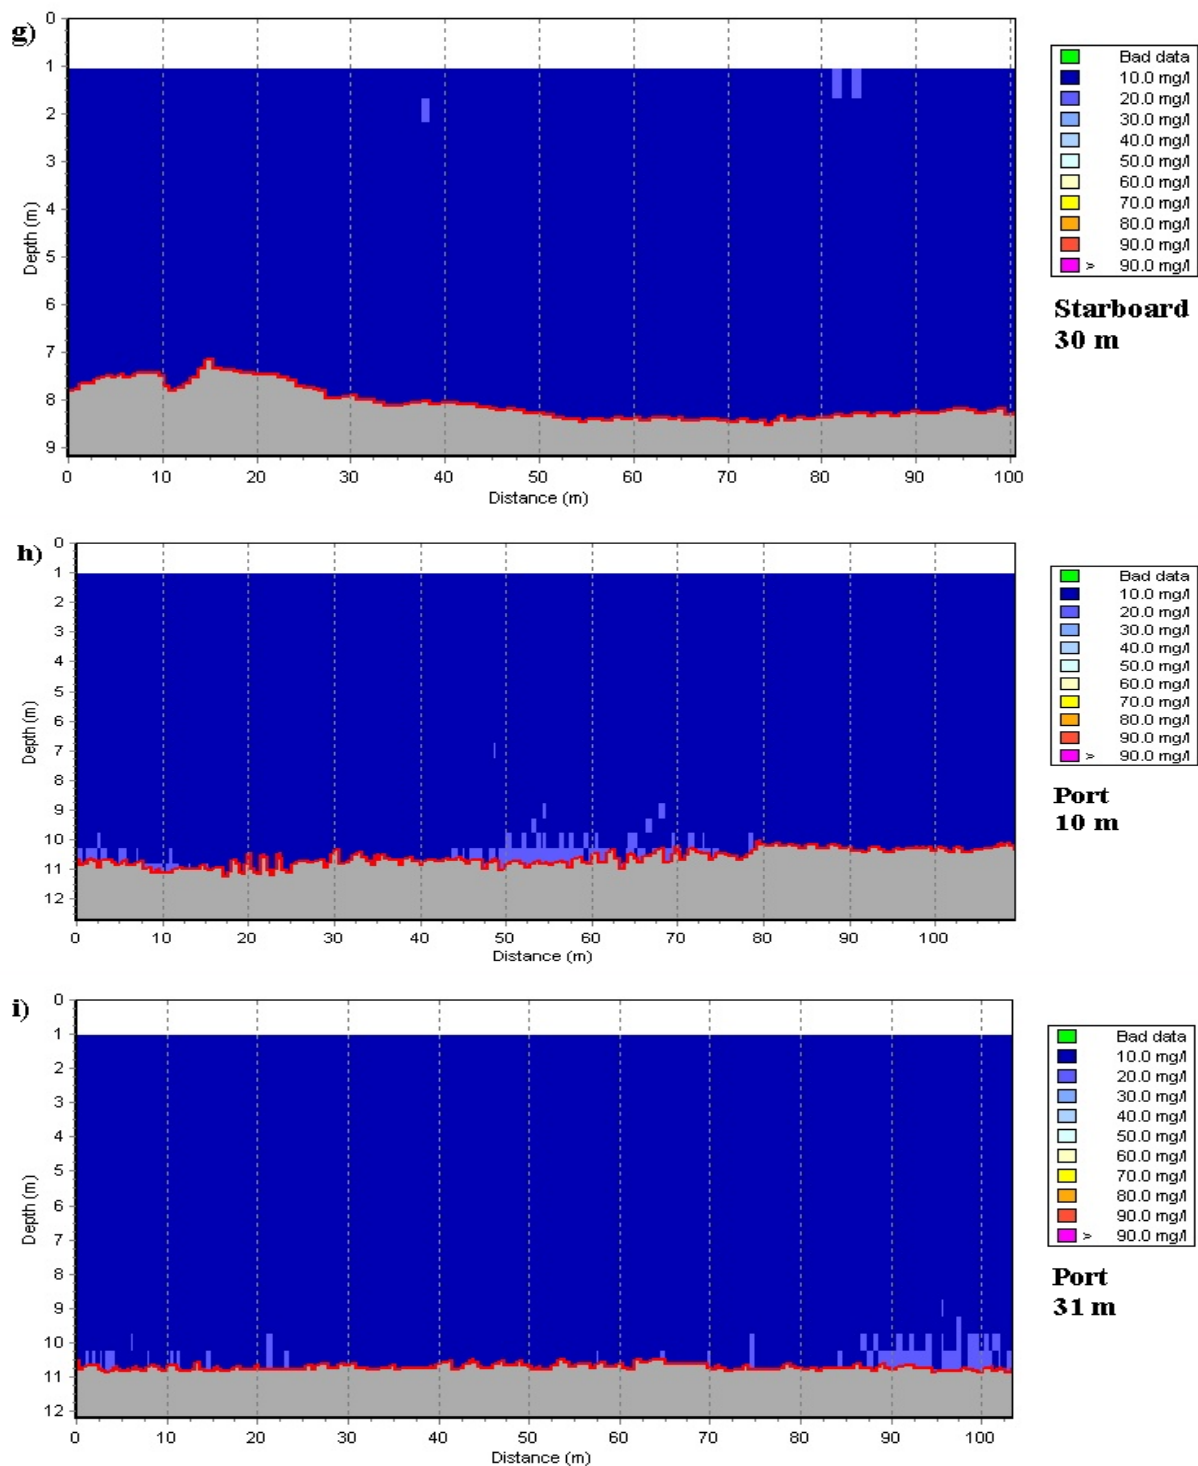 g)
0
1
2
3
4
5
6
7
8
9
Depth (m)
0 10 20 30 40 50 60 70 80 90 100
Distance (m)
Bad data
10.0 mg/l
20.0 mg/l
30.0 mg/l
40.0 mg/l
50.0 mg/l
60.0 mg/l
70.0 mg/l
80.0 mg/l
90.0 mg/l
> 90.0 mg/l
Starboard
30 m
h)
0
1
2
3
4
5
6
7
8
9
10
11
12
Depth (m)
0 10 20 30 40 50 60 70 80 90 100
Distance (m)
Bad data
10.0 mg/l
20.0 mg/l
30.0 mg/l
40.0 mg/l
50.0 mg/l
60.0 mg/l
70.0 mg/l
80.0 mg/l
90.0 mg/l
> 90.0 mg/l
Port
10 m
i)
0
1
2
3
4
5
6
7
8
9
10
11
12
Depth (m)
0 10 20 30 40 50 60 70 80 90 100
Distance (m)
Bad data
10.0 mg/l
20.0 mg/l
30.0 mg/l
40.0 mg/l
50.0 mg/l
60.0 mg/l
70.0 mg/l
80.0 mg/l
90.0 mg/l
> 90.0 mg/l
Port
31 m